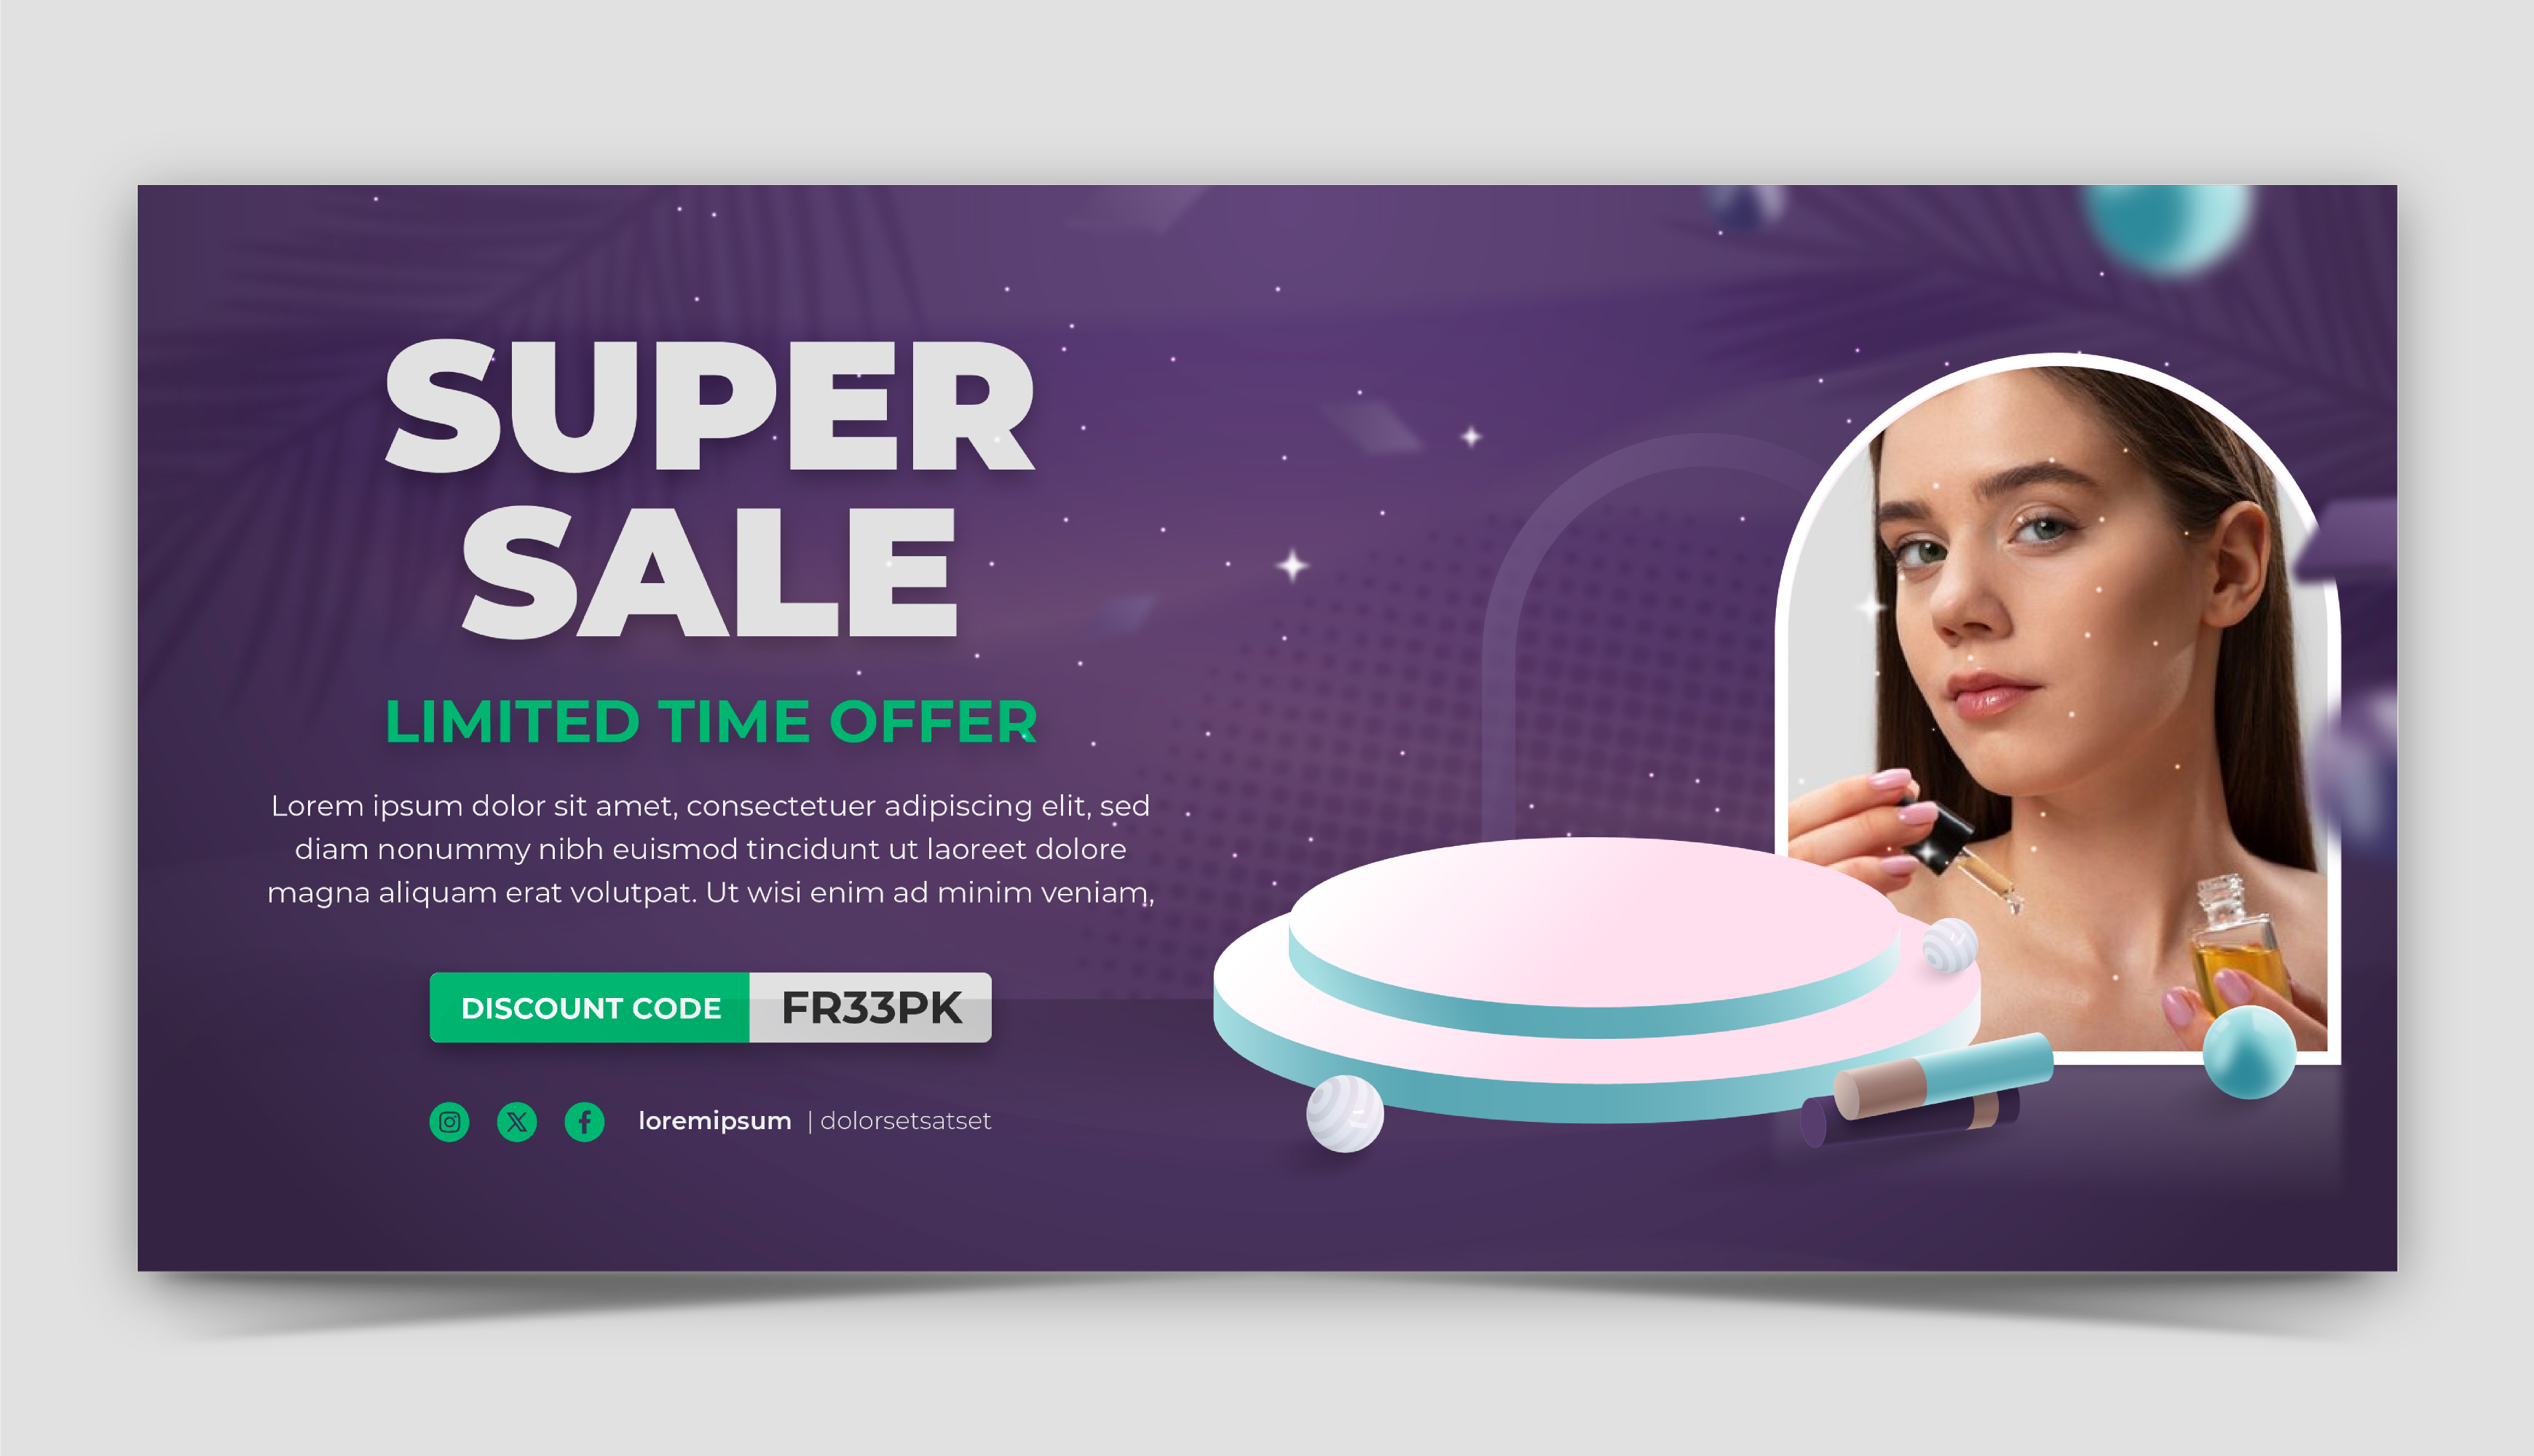 SUPER
SALE
LIMITED TIME OFFER
Lorem ipsum dolor sit amet, consectetuer adipiscing elit, sed
diam nonummy nibh euismod tincidunt ut laoreet dolore
magna aliquam erat volutpat. Ut wisi enim ad minim veniam,
DISCOUNT CODE FR33PK
loremipsum | dolorsetsatset